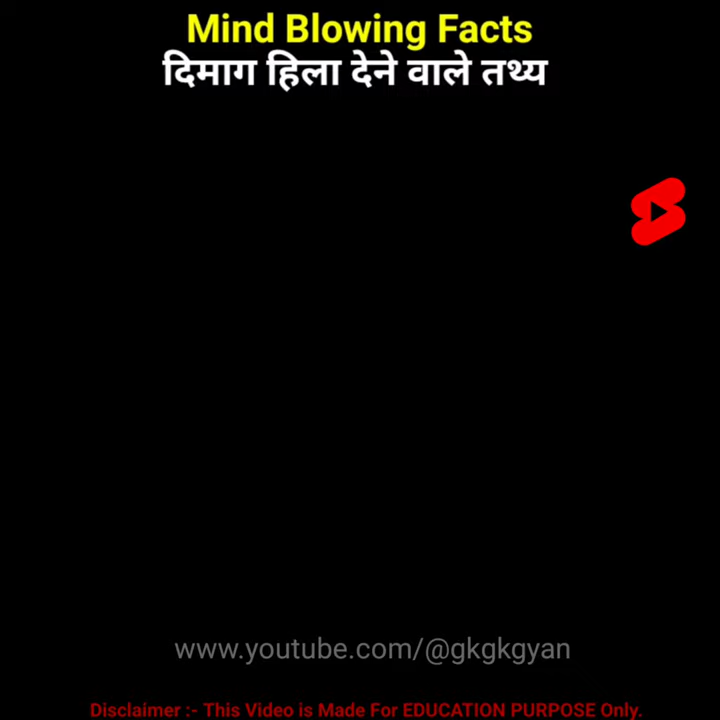 Mind Blowing Facts
दिमाग हिला देने वाले तथ्य
www.youtube.com/@gkgkgyan
Disclaimer :- This Video is Made For EDUCATION PURPOSE Only.